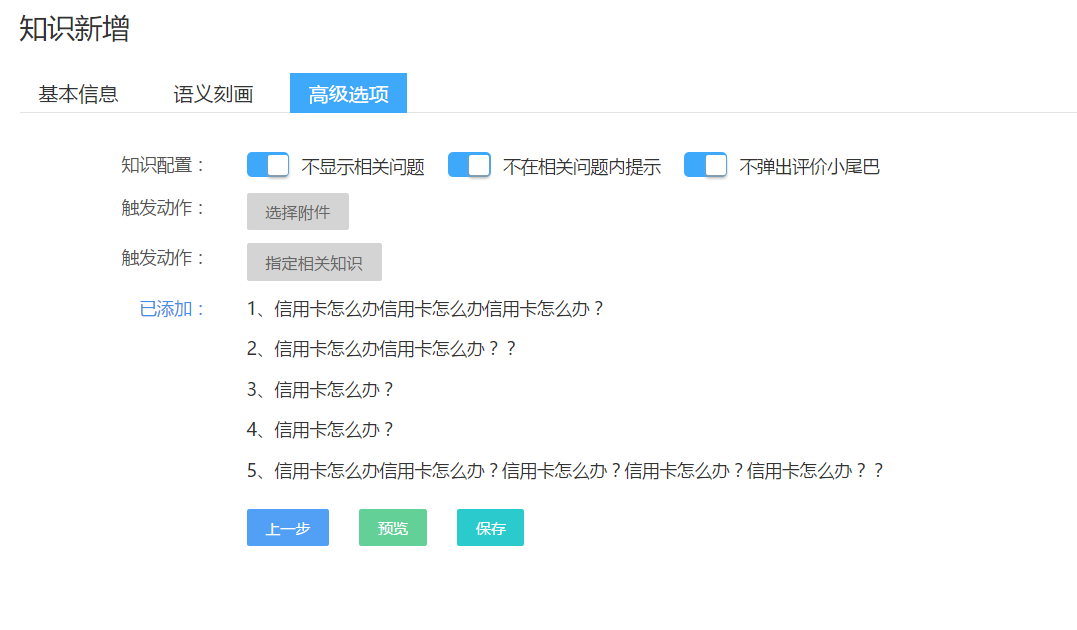 知识新增
基本信息 语义刻画 高级选项
知识配置： 不显示相关问题 不在相关问题内提示 不弹出评价小尾巴
触发动作： 选择附件
触发动作： 指定相关知识
已添加： 1、信用卡怎么办信用卡怎么办信用卡怎么办？
2、信用卡怎么办信用卡怎么办？？
3、信用卡怎么办？
4、信用卡怎么办？
5、信用卡怎么办信用卡怎么办？信用卡怎么办？信用卡怎么办？信用卡怎么办？？
上一步 预览 保存